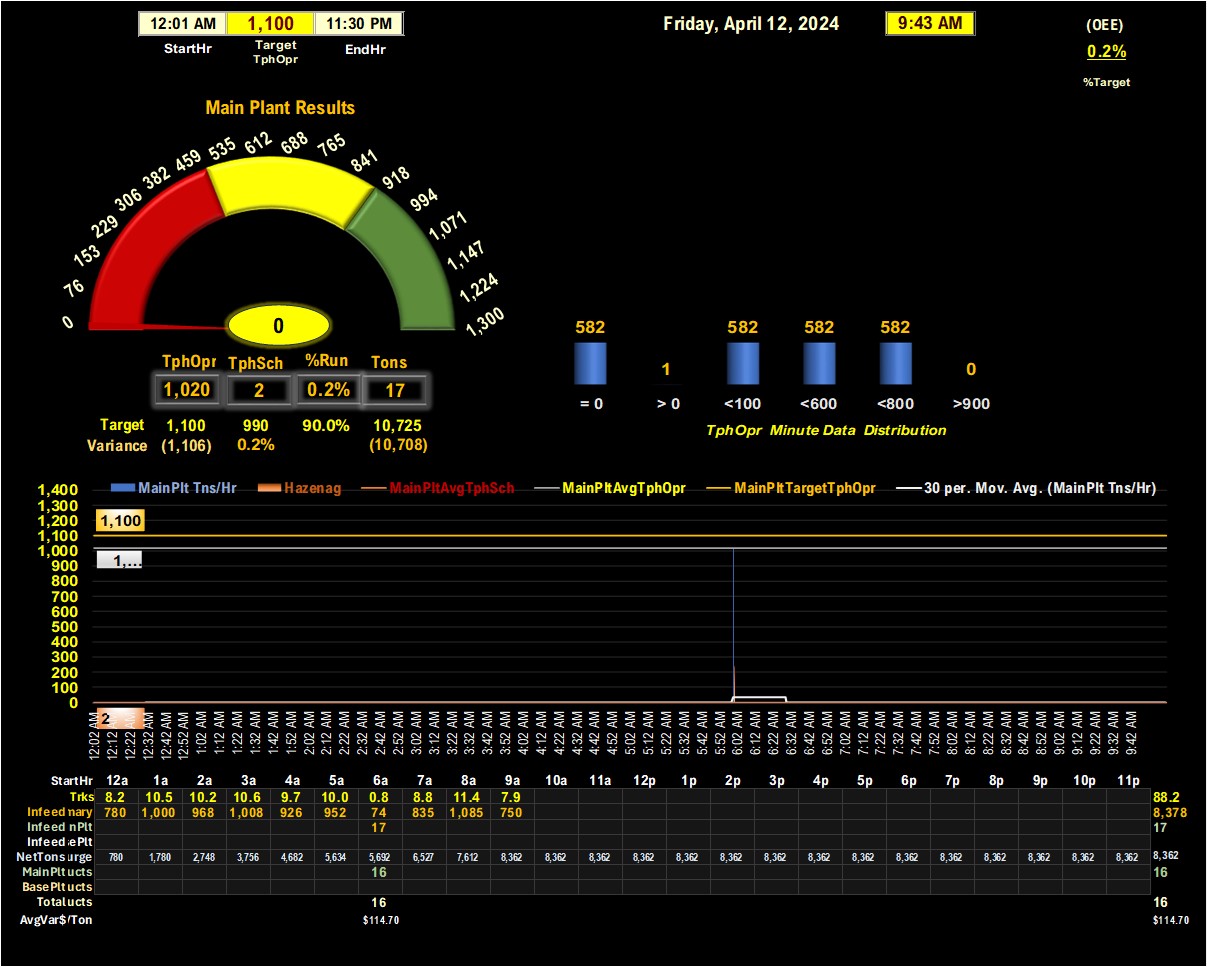 12:01 AM 1,100 11:30 PM
StartHr Target TphOpr EndHr
Friday, April 12, 2024 9:43 AM
(OEE)
0.2%
%Target
Main Plant Results
0 76 153 229 306 382 459 535 612 688 765 841 918 994 1,071 1,147 1,224 1,300
0
TphOpr TphSch %Run Tons
1,020 2 0.2% 17
Target 1,100 990 90.0% 10,725
Variance (1,106) 0.2% (10,708)
582 1 582 582 582 0
= 0 > 0 <100 <600 <800 >900
TphOpr Minute Data Distribution
MainPlt Tns/Hr Hazenag MainPltAvgTphSch MainPltAvgTphOpr MainPltTargetTphOpr 30 per. Mov. Avg. (MainPlt Tns/Hr)
1,400
1,300
1,200
1,100
1,000
900
800
700
600
500
400
300
200
100
0
1,100
1,...
2
12:02 AM 12:12 AM 12:22 AM 12:32 AM 12:42 AM 12:52 AM 1:02 AM 1:12 AM 1:22 AM 1:32 AM 1:42 AM 1:52 AM 2:02 AM 2:12 AM 2:22 AM 2:32 AM 2:42 AM 2:52 AM 3:02 AM 3:12 AM 3:22 AM 3:32 AM 3:42 AM 3:52 AM 4:02 AM 4:12 AM 4:22 AM 4:32 AM 4:42 AM 4:52 AM 5:02 AM 5:12 AM 5:22 AM 5:32 AM 5:42 AM 5:52 AM 6:02 AM 6:12 AM 6:22 AM 6:32 AM 6:42 AM 6:52 AM 7:02 AM 7:12 AM 7:22 AM 7:32 AM 7:42 AM 7:52 AM 8:02 AM 8:12 AM 8:22 AM 8:32 AM 8:42 AM 8:52 AM 9:02 AM 9:12 AM 9:22 AM 9:32 AM 9:42 AM
StartHr 12a 1a 2a 3a 4a 5a 6a 7a 8a 9a 10a 11a 12p 1p 2p 3p 4p 5p 6p 7p 8p 9p 10p 11p
Trks 8.2 10.5 10.2 10.6 9.7 10.0 0.8 8.8 11.4 7.9 88.2
Infeed mary 780 1,000 968 1,008 926 952 74 835 1,085 750 8,378
Infeed nPlt 17 17
Infeed ePlt
NetTons urge 780 1,780 2,748 3,756 4,682 5,634 5,692 6,527 7,612 8,362 8,362 8,362 8,362 8,362 8,362 8,362 8,362 8,362 8,362 8,362 8,362 8,362 8,362 8,362 8,362
MainPlt ucts 16 16
BasePlt ucts
Total ucts 16 16
AvgVar$/Ton $114.70 $114.70